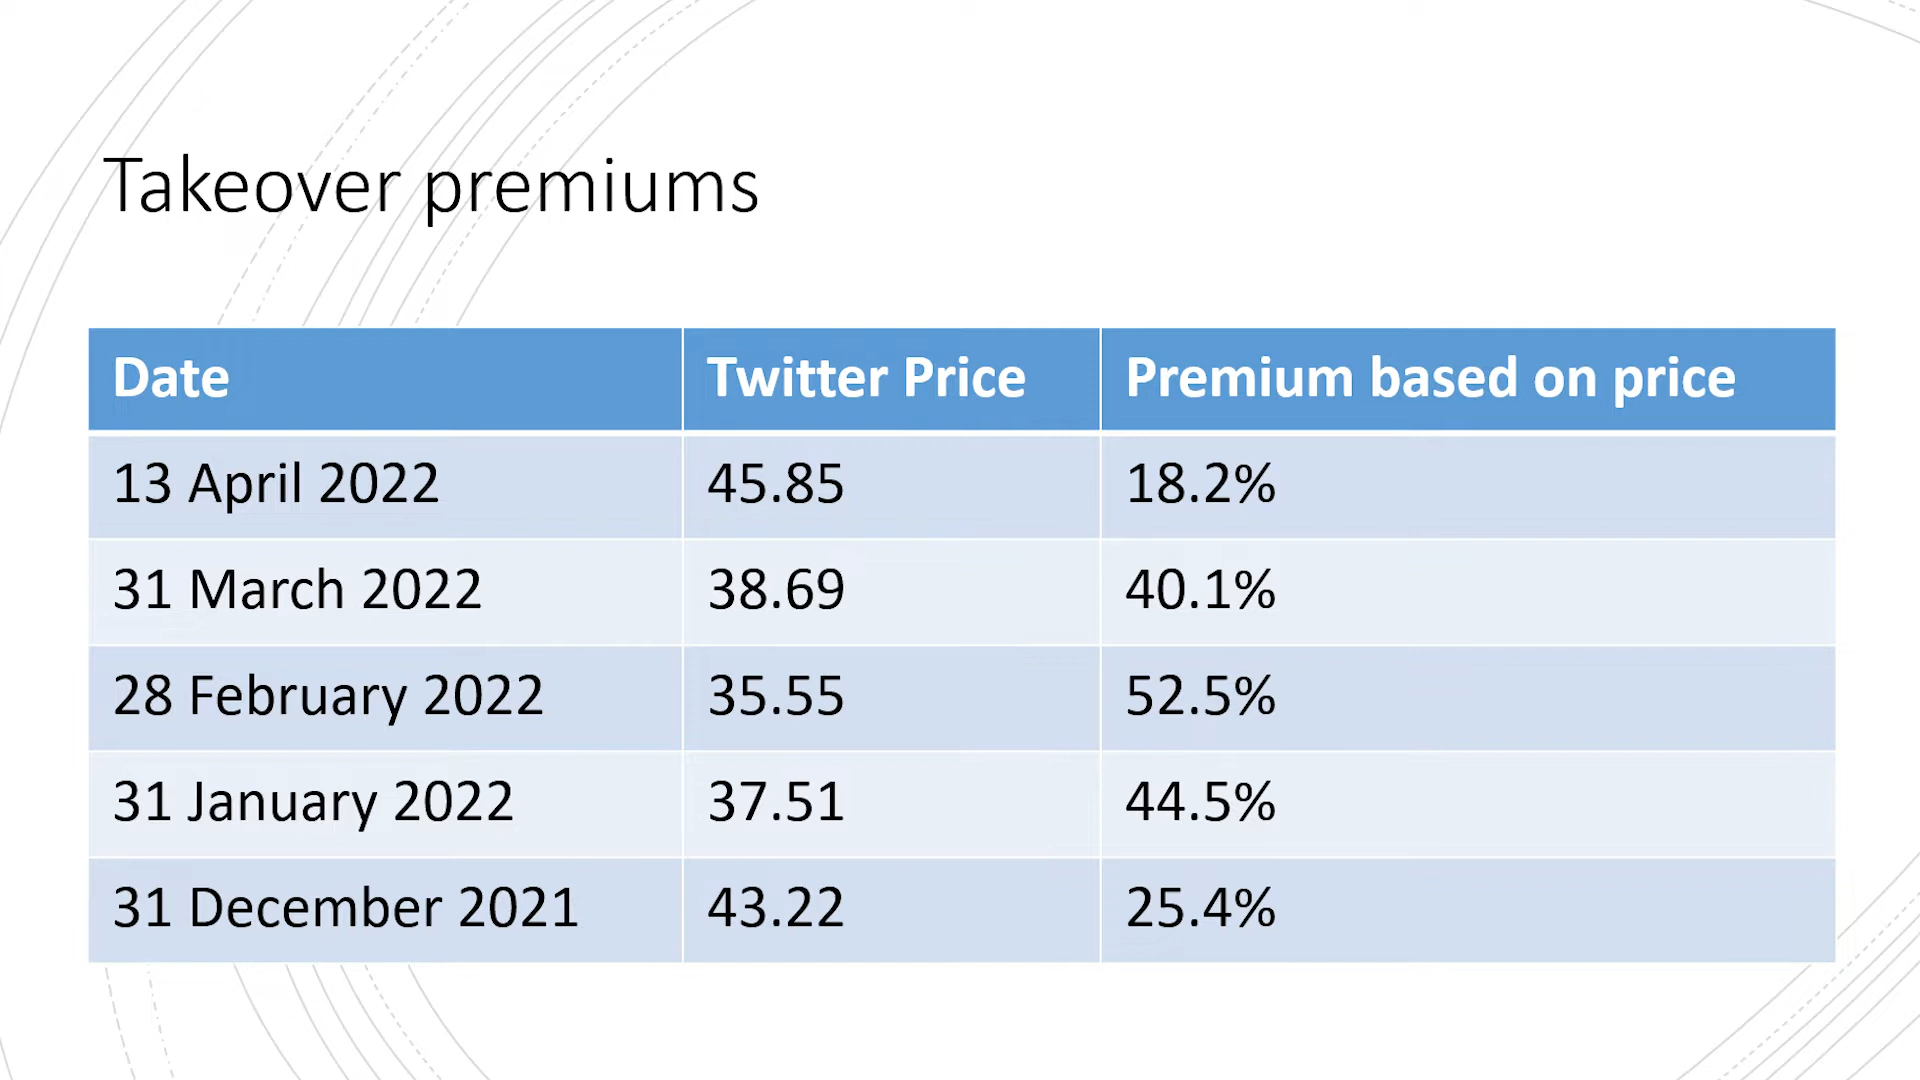 Takeover premiums
Date Twitter Price Premium based on price
13 April 2022 45.85 18.2%
31 March 2022 38.69 40.1%
28 February 2022 35.55 52.5%
31 January 2022 37.51 44.5%
31 December 2021 43.22 25.4%